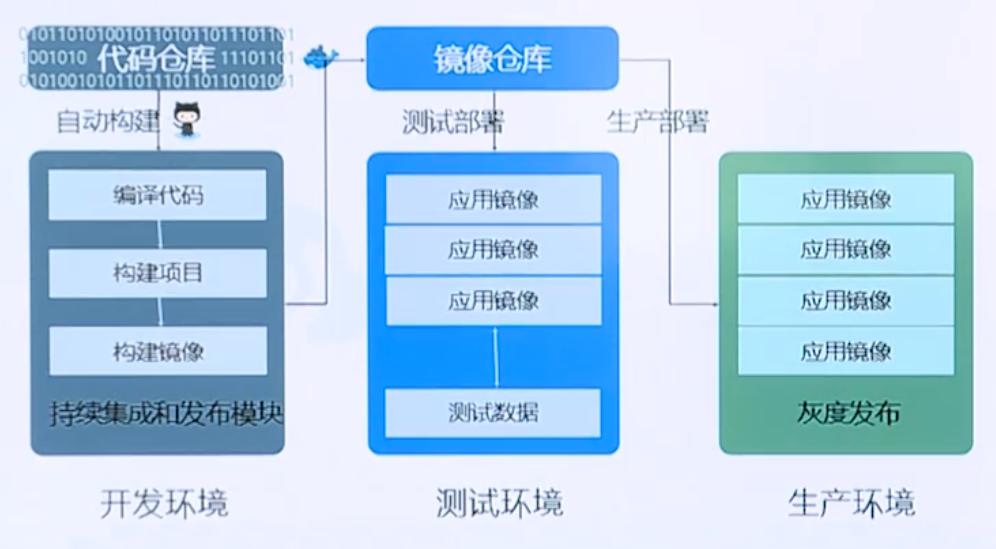 01011010100101101011011101101
1001010 代码仓库 11101101
镜像仓库
01010010101101110110110101001
自动构建
测试部署
生产部署
编译代码
构建项目
构建镜像
持续集成和发布模块
应用镜像
应用镜像
应用镜像
测试数据
应用镜像
应用镜像
应用镜像
应用镜像
灰度发布
开发环境
测试环境
生产环境